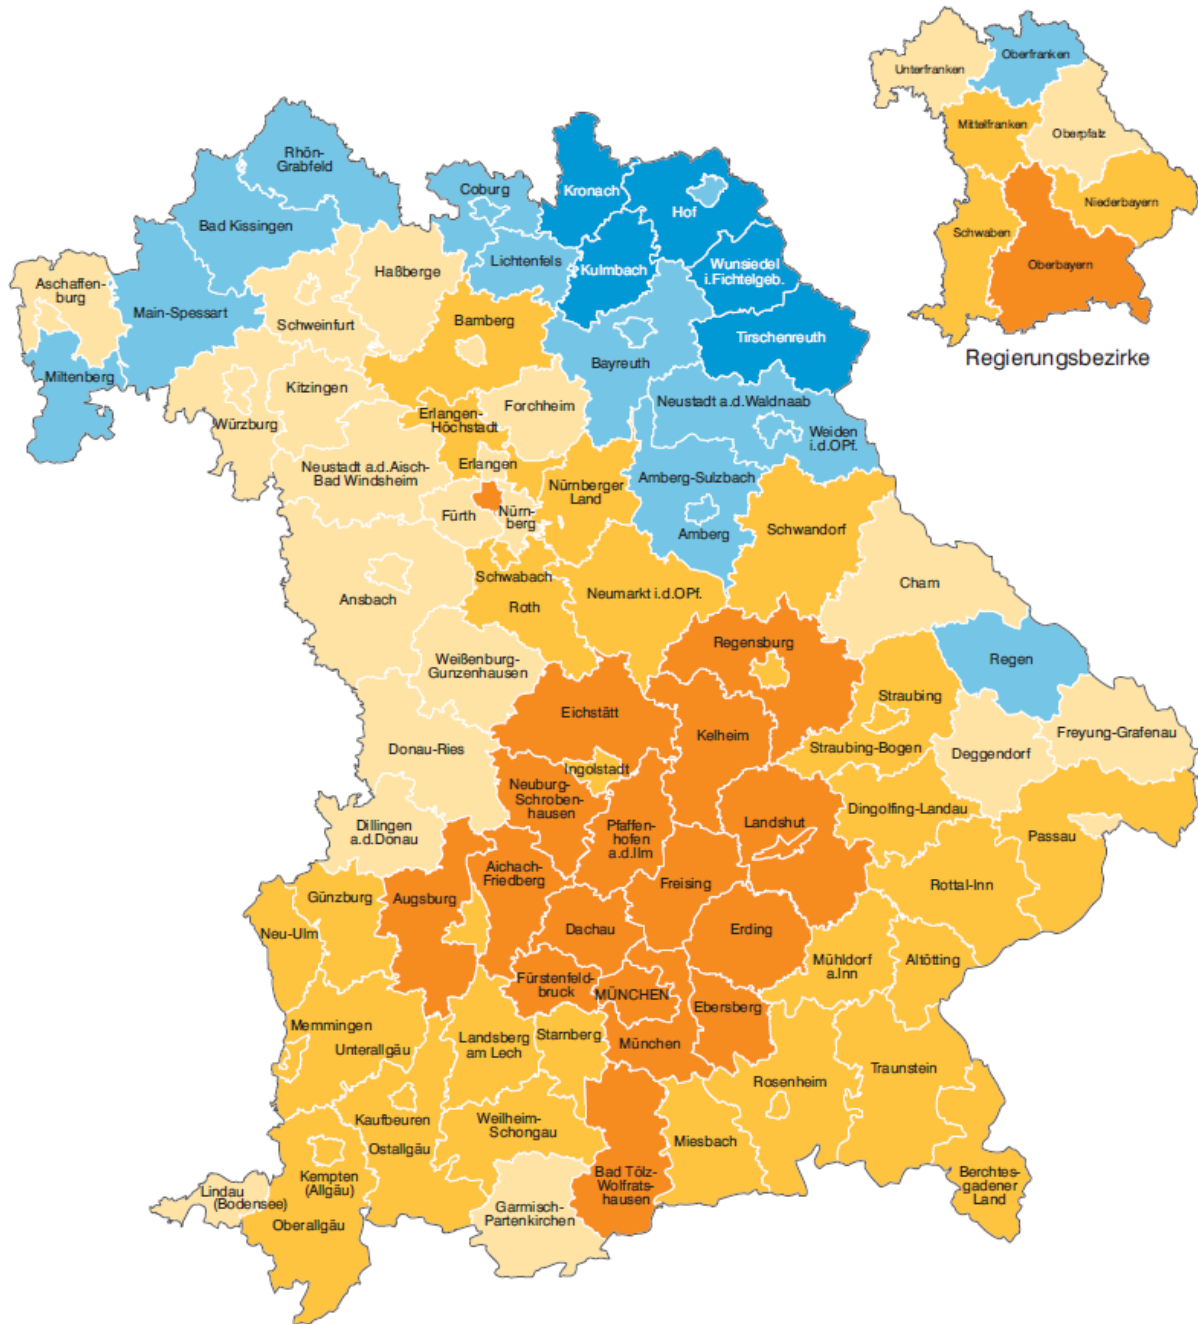 Unterfranken
Oberfranken
Mittelfranken
Oberpfalz
Niederbayern
Schwaben
Oberbayern
Regierungsbezirke
Rhön-
Grabfeld
Bad Kissingen
Coburg
Kronach
Hof
Lichtenfels
Kulmbach
Wunsiedel
i.Fichtelgeb.
Aschaffen-
burg
Main-Spessart
Haßberge
Schweinfurt
Bamberg
Tirschenreuth
Miltenberg
Kitzingen
Bayreuth
Würzburg
Forchheim
Neustadt a.d.Waldnaab
Erlangen-
Höchstadt
Weiden
i.d.OPf.
Neustadt a.d.Aisch-
Bad Windsheim
Erlangen
Nürnberger
Land
Amberg-Sulzbach
Fürth
Nürn-
berg
Amberg
Schwandorf
Schwabach
Roth
Ansbach
Neumarkt i.d.OPf.
Cham
Weißenburg-
Gunzenhausen
Regensburg
Regen
Eichstätt
Straubing
Kelheim
Donau-Ries
Straubing-Bogen
Deggendorf
Freyung-Grafenau
Ingolstadt
Neuburg-
Schroben-
hausen
Dillingen
a.d.Donau
Pfaffen-
hofen
a.d.Ilm
Landshut
Dingolfing-Landau
Passau
Aichach-
Friedberg
Günzburg
Augsburg
Freising
Rottal-Inn
Neu-Ulm
Dachau
Erding
Mühldorf
a.Inn
Altötting
Fürstenfeld-
bruck
MÜNCHEN
Ebersberg
Memmingen
Unterallgäu
Landsberg
am Lech
Starnberg
München
Rosenheim
Traunstein
Kaufbeuren
Ostallgäu
Weilheim-
Schongau
Miesbach
Kempten
(Allgäu)
Lindau
(Bodensee)
Oberallgäu
Garmisch-
Partenkirchen
Bad Tölz-
Wolfrats-
hausen
Berchtes-
gadener
Land